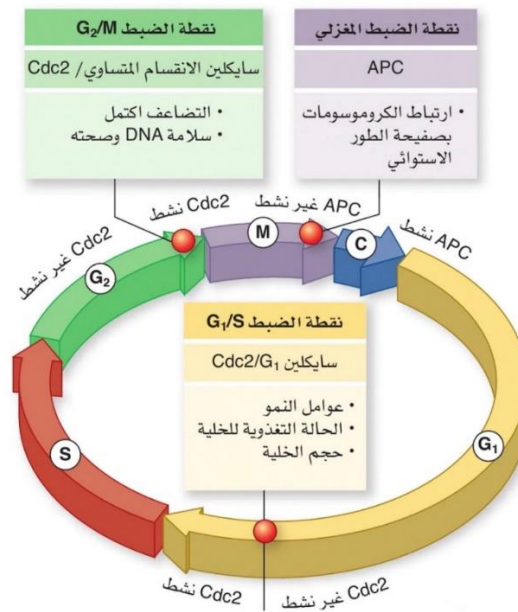 نقطة الضبط المغزلي
APC
• ارتباط الكروموسومات
بصفيحة الطور
الاستوائي
نقطة الضبط G₂/M
سايكلين الانقسام المتساوي/ Cdc2
• التضاعف اكتمل
• سلامة DNA وصحته
APC نشط
APC غير نشط
Cdc2 نشط
Cdc2 غير نشط
C
M
G₂
نقطة الضبط G₁/S
سايكلين Cdc2/G₁
• عوامل النمو
• الحالة التغذوية للخلية
• حجم الخلية
G₁
S
Cdc2 غير نشط
Cdc2 نشط